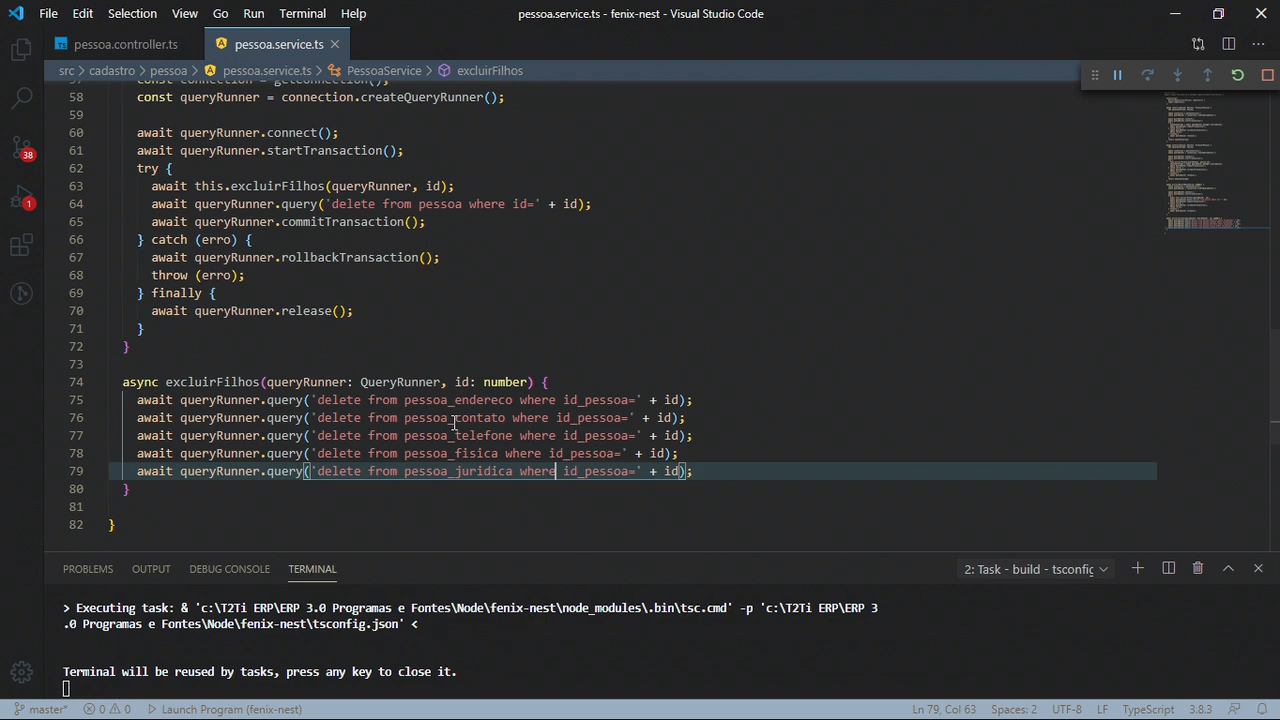 File Edit Selection View Go Run Terminal Help pessoa.service.ts - fenix-nest - Visual Studio Code
pessoa.controller.ts pessoa.service.ts
src > cadastro > pessoa > pessoa.service.ts > PessoaService > excluirFilhos
57 const connection = getConnection();
58 const queryRunner = connection.createQueryRunner();
59
60 await queryRunner.connect();
61 await queryRunner.startTransaction();
62 try {
63 await this.excluirFilhos(queryRunner, id);
64 await queryRunner.query('delete from pessoa where id=' + id);
65 await queryRunner.commitTransaction();
66 } catch (erro) {
67 await queryRunner.rollbackTransaction();
68 throw (erro);
69 } finally {
70 await queryRunner.release();
71 }
72 }
73
74 async excluirFilhos(queryRunner: QueryRunner, id: number) {
75 await queryRunner.query('delete from pessoa_endereco where id_pessoa=' + id);
76 await queryRunner.query('delete from pessoa_contato where id_pessoa=' + id);
77 await queryRunner.query('delete from pessoa_telefone where id_pessoa=' + id);
78 await queryRunner.query('delete from pessoa_fisica where id_pessoa=' + id);
79 await queryRunner.query('delete from pessoa_juridica where id_pessoa=' + id);
80 }
81
82 }
38
1
PROBLEMS OUTPUT DEBUG CONSOLE TERMINAL 2: Task - build - tsconfig
> Executing task: & 'c:\T2Ti ERP\ERP 3.0 Programas e Fontes\Node\fenix-nest\node_modules\.bin\tsc.cmd' -p 'c:\T2Ti ERP\ERP 3
.0 Programas e Fontes\Node\fenix-nest\tsconfig.json' <
Terminal will be reused by tasks, press any key to close it.
master* 0 0 Launch Program (fenix-nest) Ln 79, Col 63 Spaces: 2 UTF-8 LF TypeScript 3.8.3